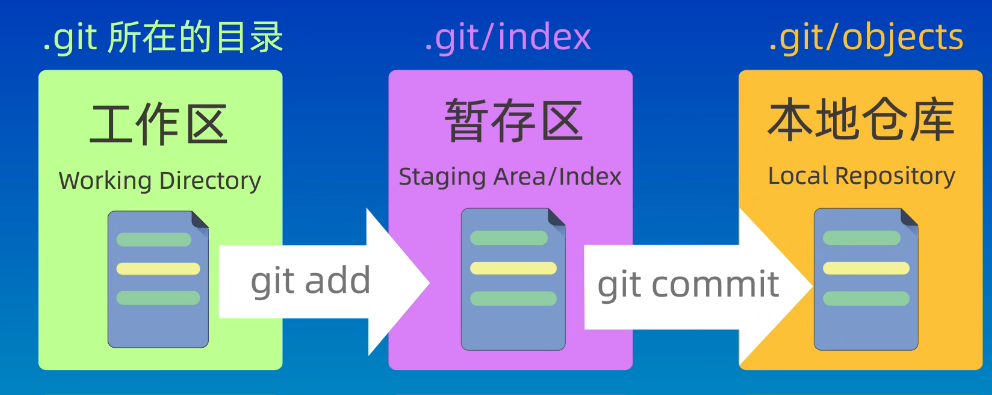 .git 所在的目录
.git/index
.git/objects
工作区
Working Directory
暂存区
Staging Area/Index
本地仓库
Local Repository
git add
git commit